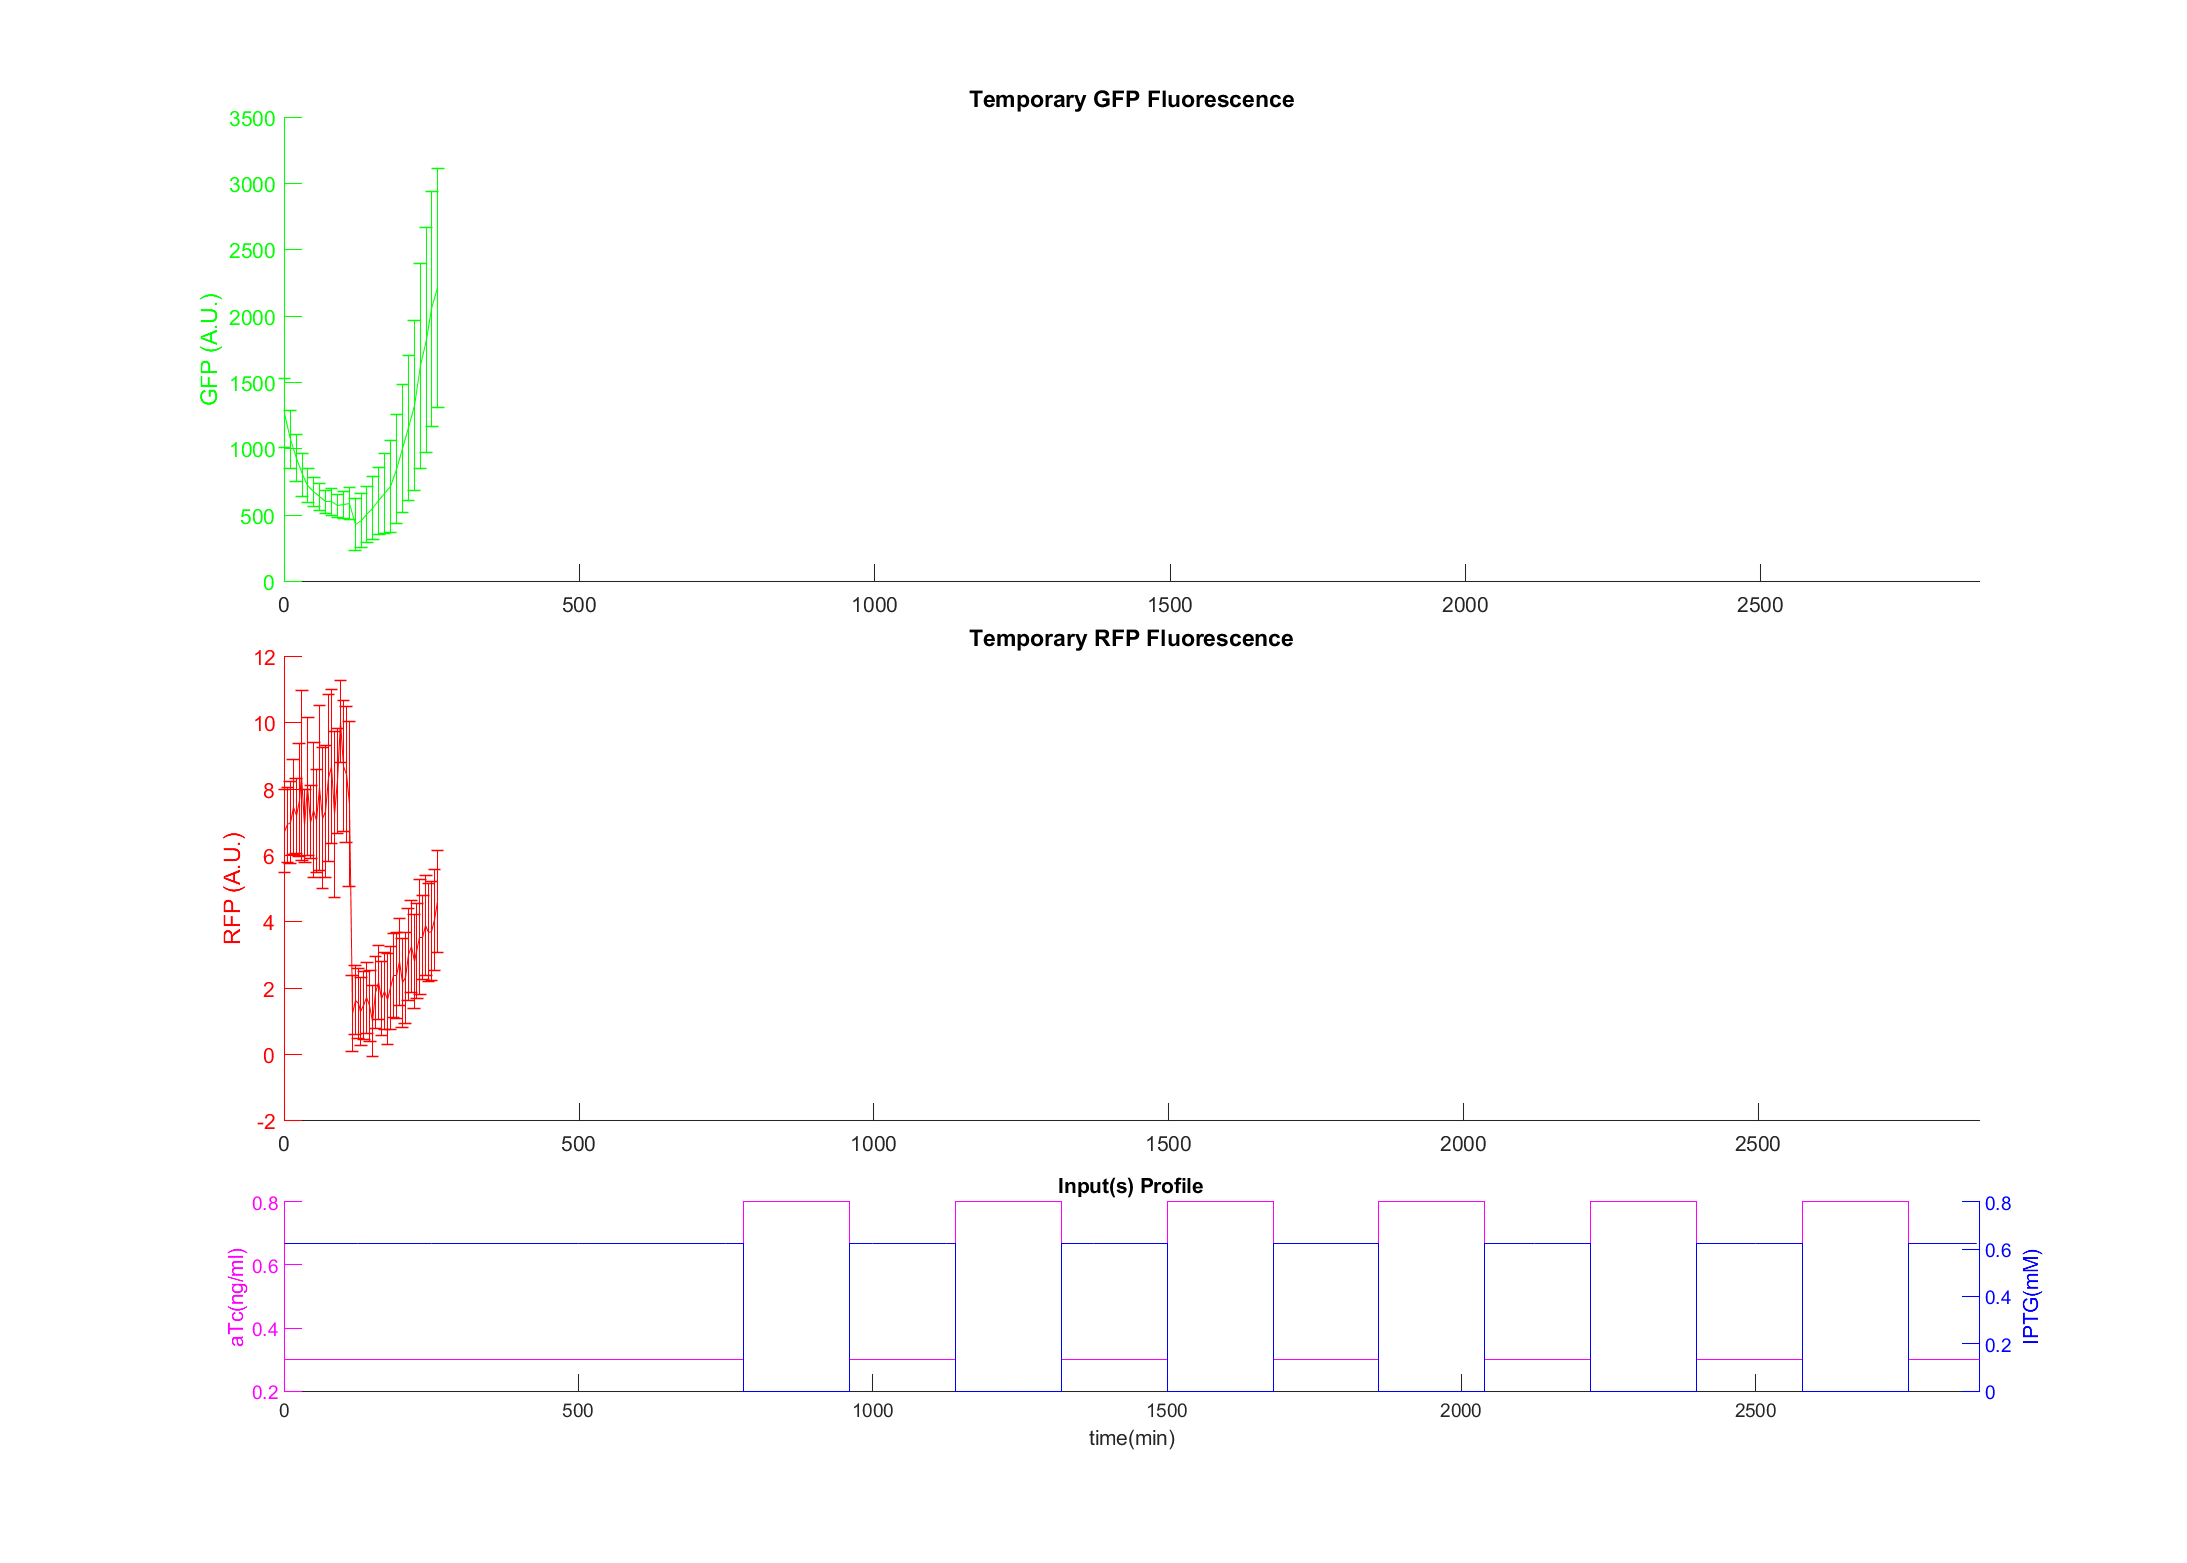 Temporary GFP Fluorescence
3500
3000
2500
2000
1500
1000
500
0
GFP (A.U.)
0 500 1000 1500 2000 2500
Temporary RFP Fluorescence
12
10
8
6
4
2
0
-2
RFP (A.U.)
0 500 1000 1500 2000 2500
Input(s) Profile
0.8
0.6
0.4
0.2
aTc(ng/ml)
0.8
0.6
0.4
0.2
0
IPTG(mM)
0 500 1000 1500 2000 2500
time(min)